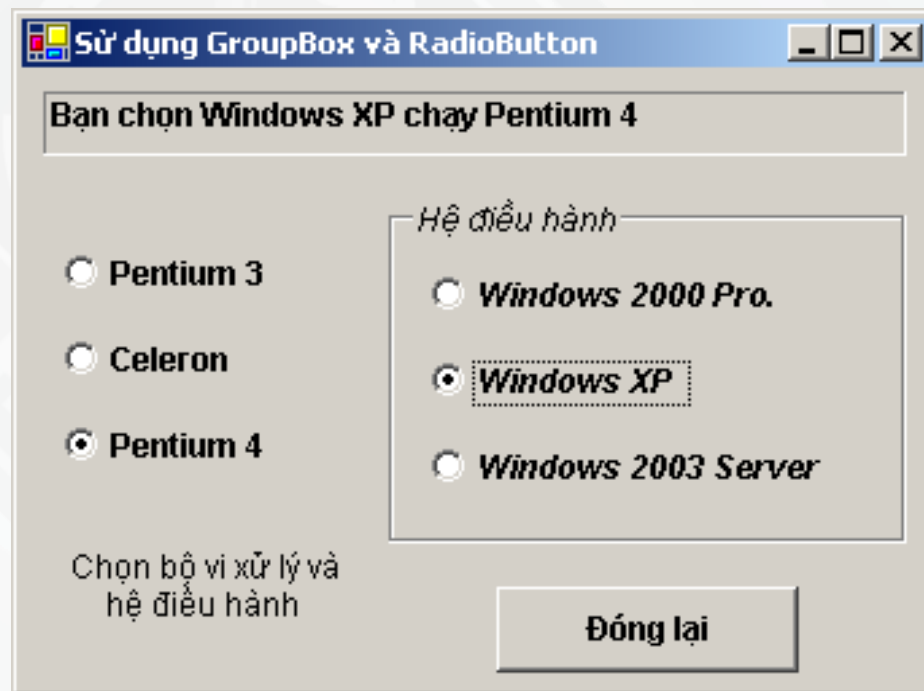 Sử dụng GroupBox và RadioButton
Bạn chọn Windows XP chạy Pentium 4
Pentium 3
Celeron
Pentium 4
Hệ điều hành
Windows 2000 Pro.
Windows XP
Windows 2003 Server
Chọn bộ vi xử lý và
hệ điều hành
Đóng lại